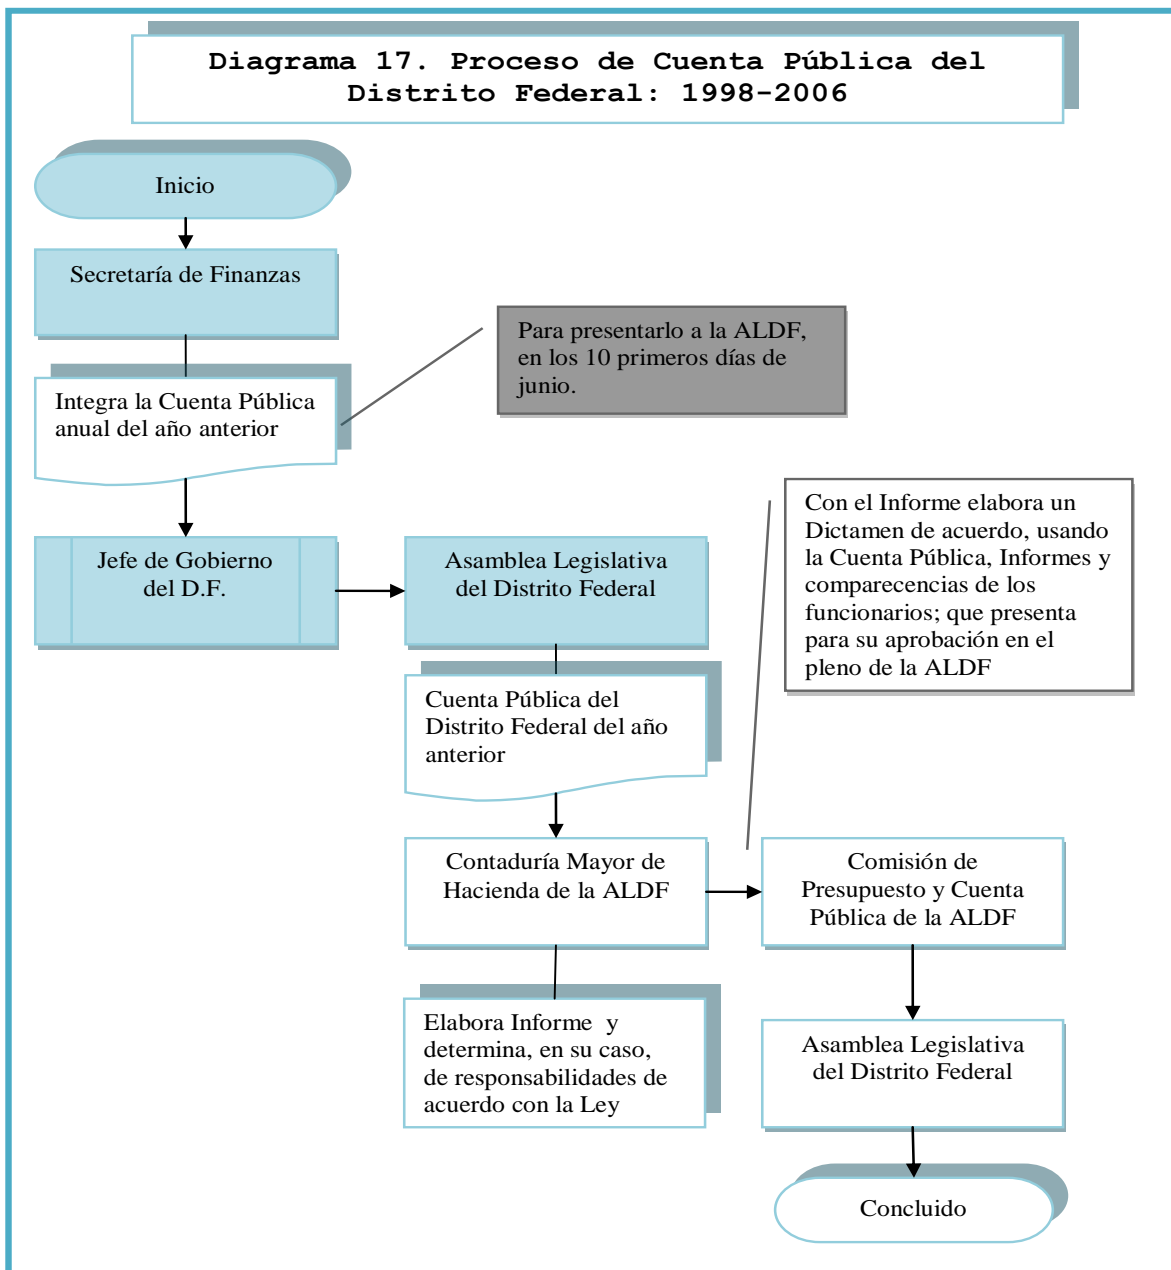 Diagrama 17. Proceso de Cuenta Pública del
Distrito Federal: 1998-2006
Inicio
Secretaría de Finanzas
Para presentarlo a la ALDF,
en los 10 primeros días de
junio.
Integra la Cuenta Pública
anual del año anterior
Jefe de Gobierno
del D.F.
Asamblea Legislativa
del Distrito Federal
Con el Informe elabora un
Dictamen de acuerdo, usando
la Cuenta Pública, Informes y
comparecencias de los
funcionarios; que presenta
para su aprobación en el
pleno de la ALDF
Cuenta Pública del
Distrito Federal del año
anterior
Contaduría Mayor de
Hacienda de la ALDF
Comisión de
Presupuesto y Cuenta
Pública de la ALDF
Elabora Informe  y
determina, en su caso,
de responsabilidades de
acuerdo con la Ley
Asamblea Legislativa
del Distrito Federal
Concluido